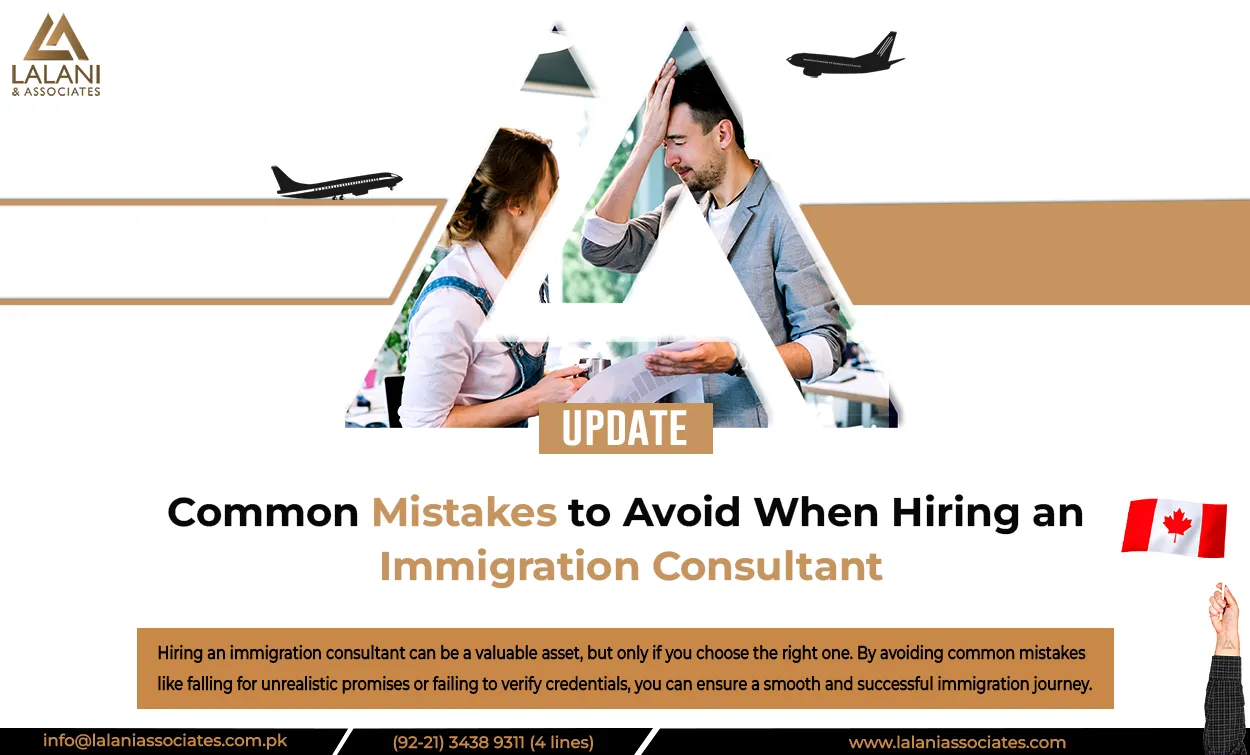 LALANI
& ASSOCIATES
UPDATE
Common Mistakes to Avoid When Hiring an
Immigration Consultant
Hiring an immigration consultant can be a valuable asset, but only if you choose the right one. By avoiding common mistakes
like falling for unrealistic promises or failing to verify credentials, you can ensure a smooth and successful immigration journey.
info@lalaniassociates.com.pk
(92-21) 3438 9311 (4 lines)
www.lalaniassociates.com